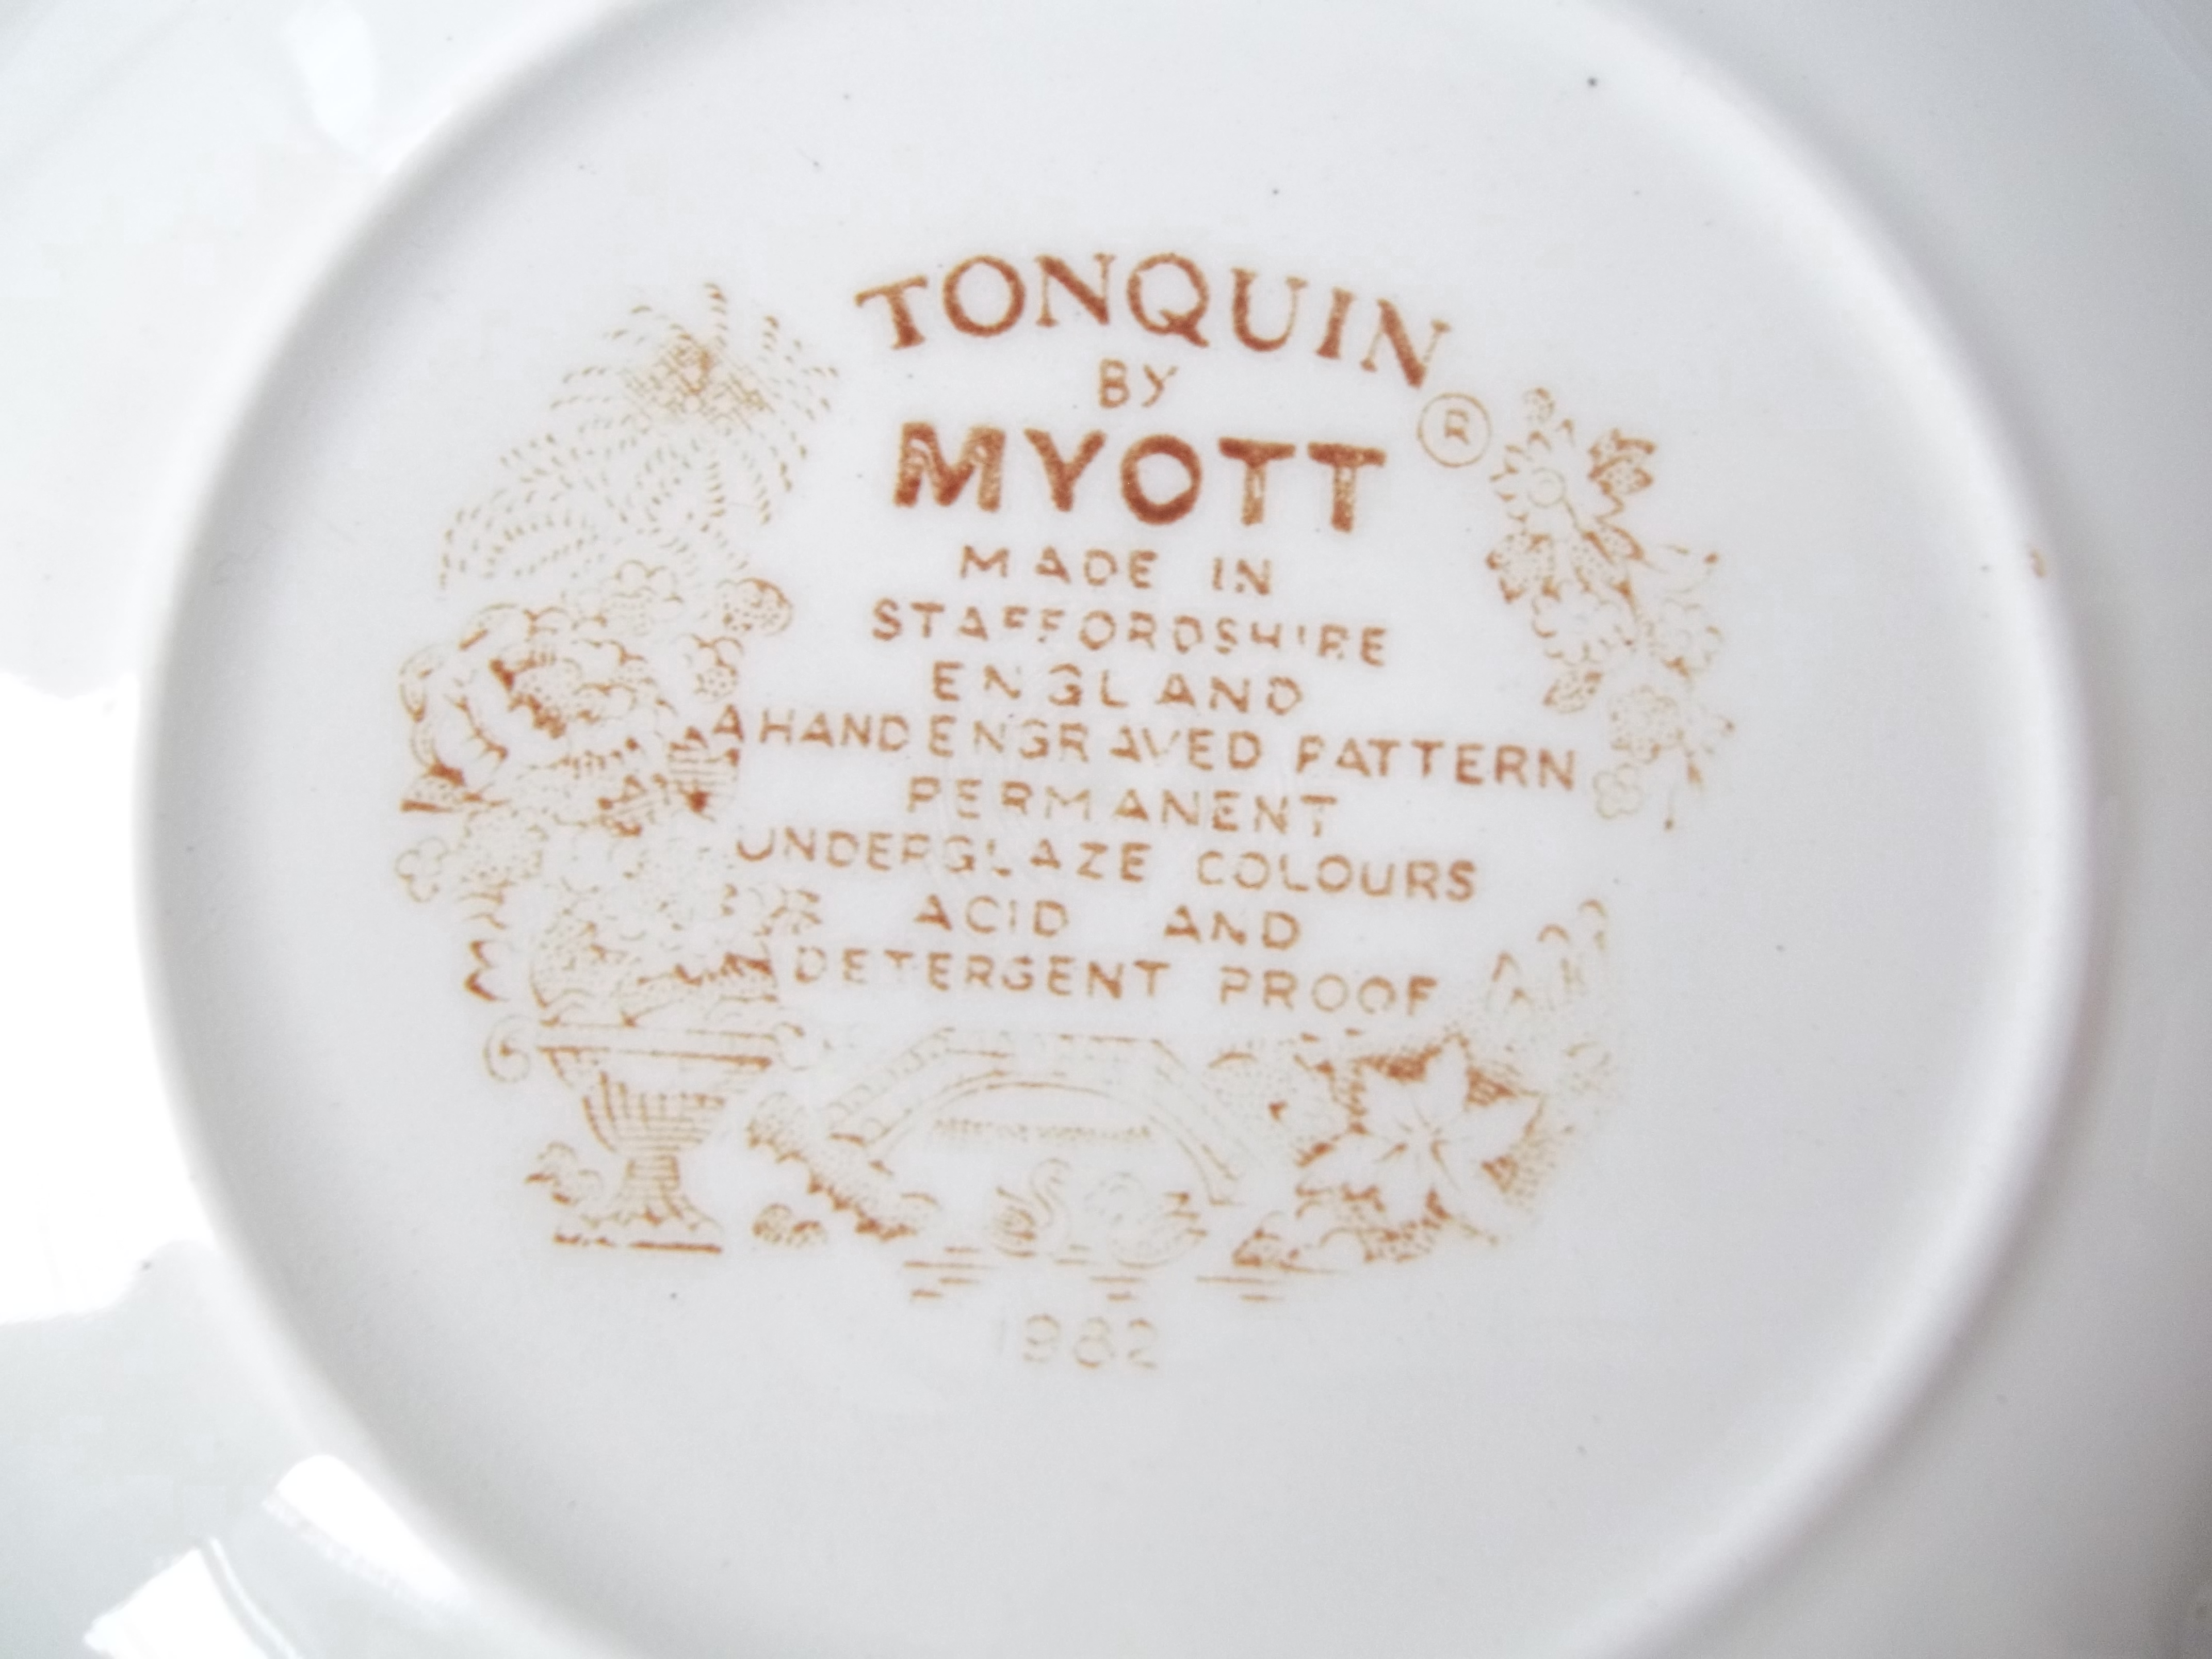 TONQUIN
BY
MYOTT ®
MADE IN
STAFFORDSHIRE
ENGLAND
A HAND ENGRAVED PATTERN
PERMANENT
UNDERGLAZE COLOURS
ACID AND
DETERGENT PROOF
1982